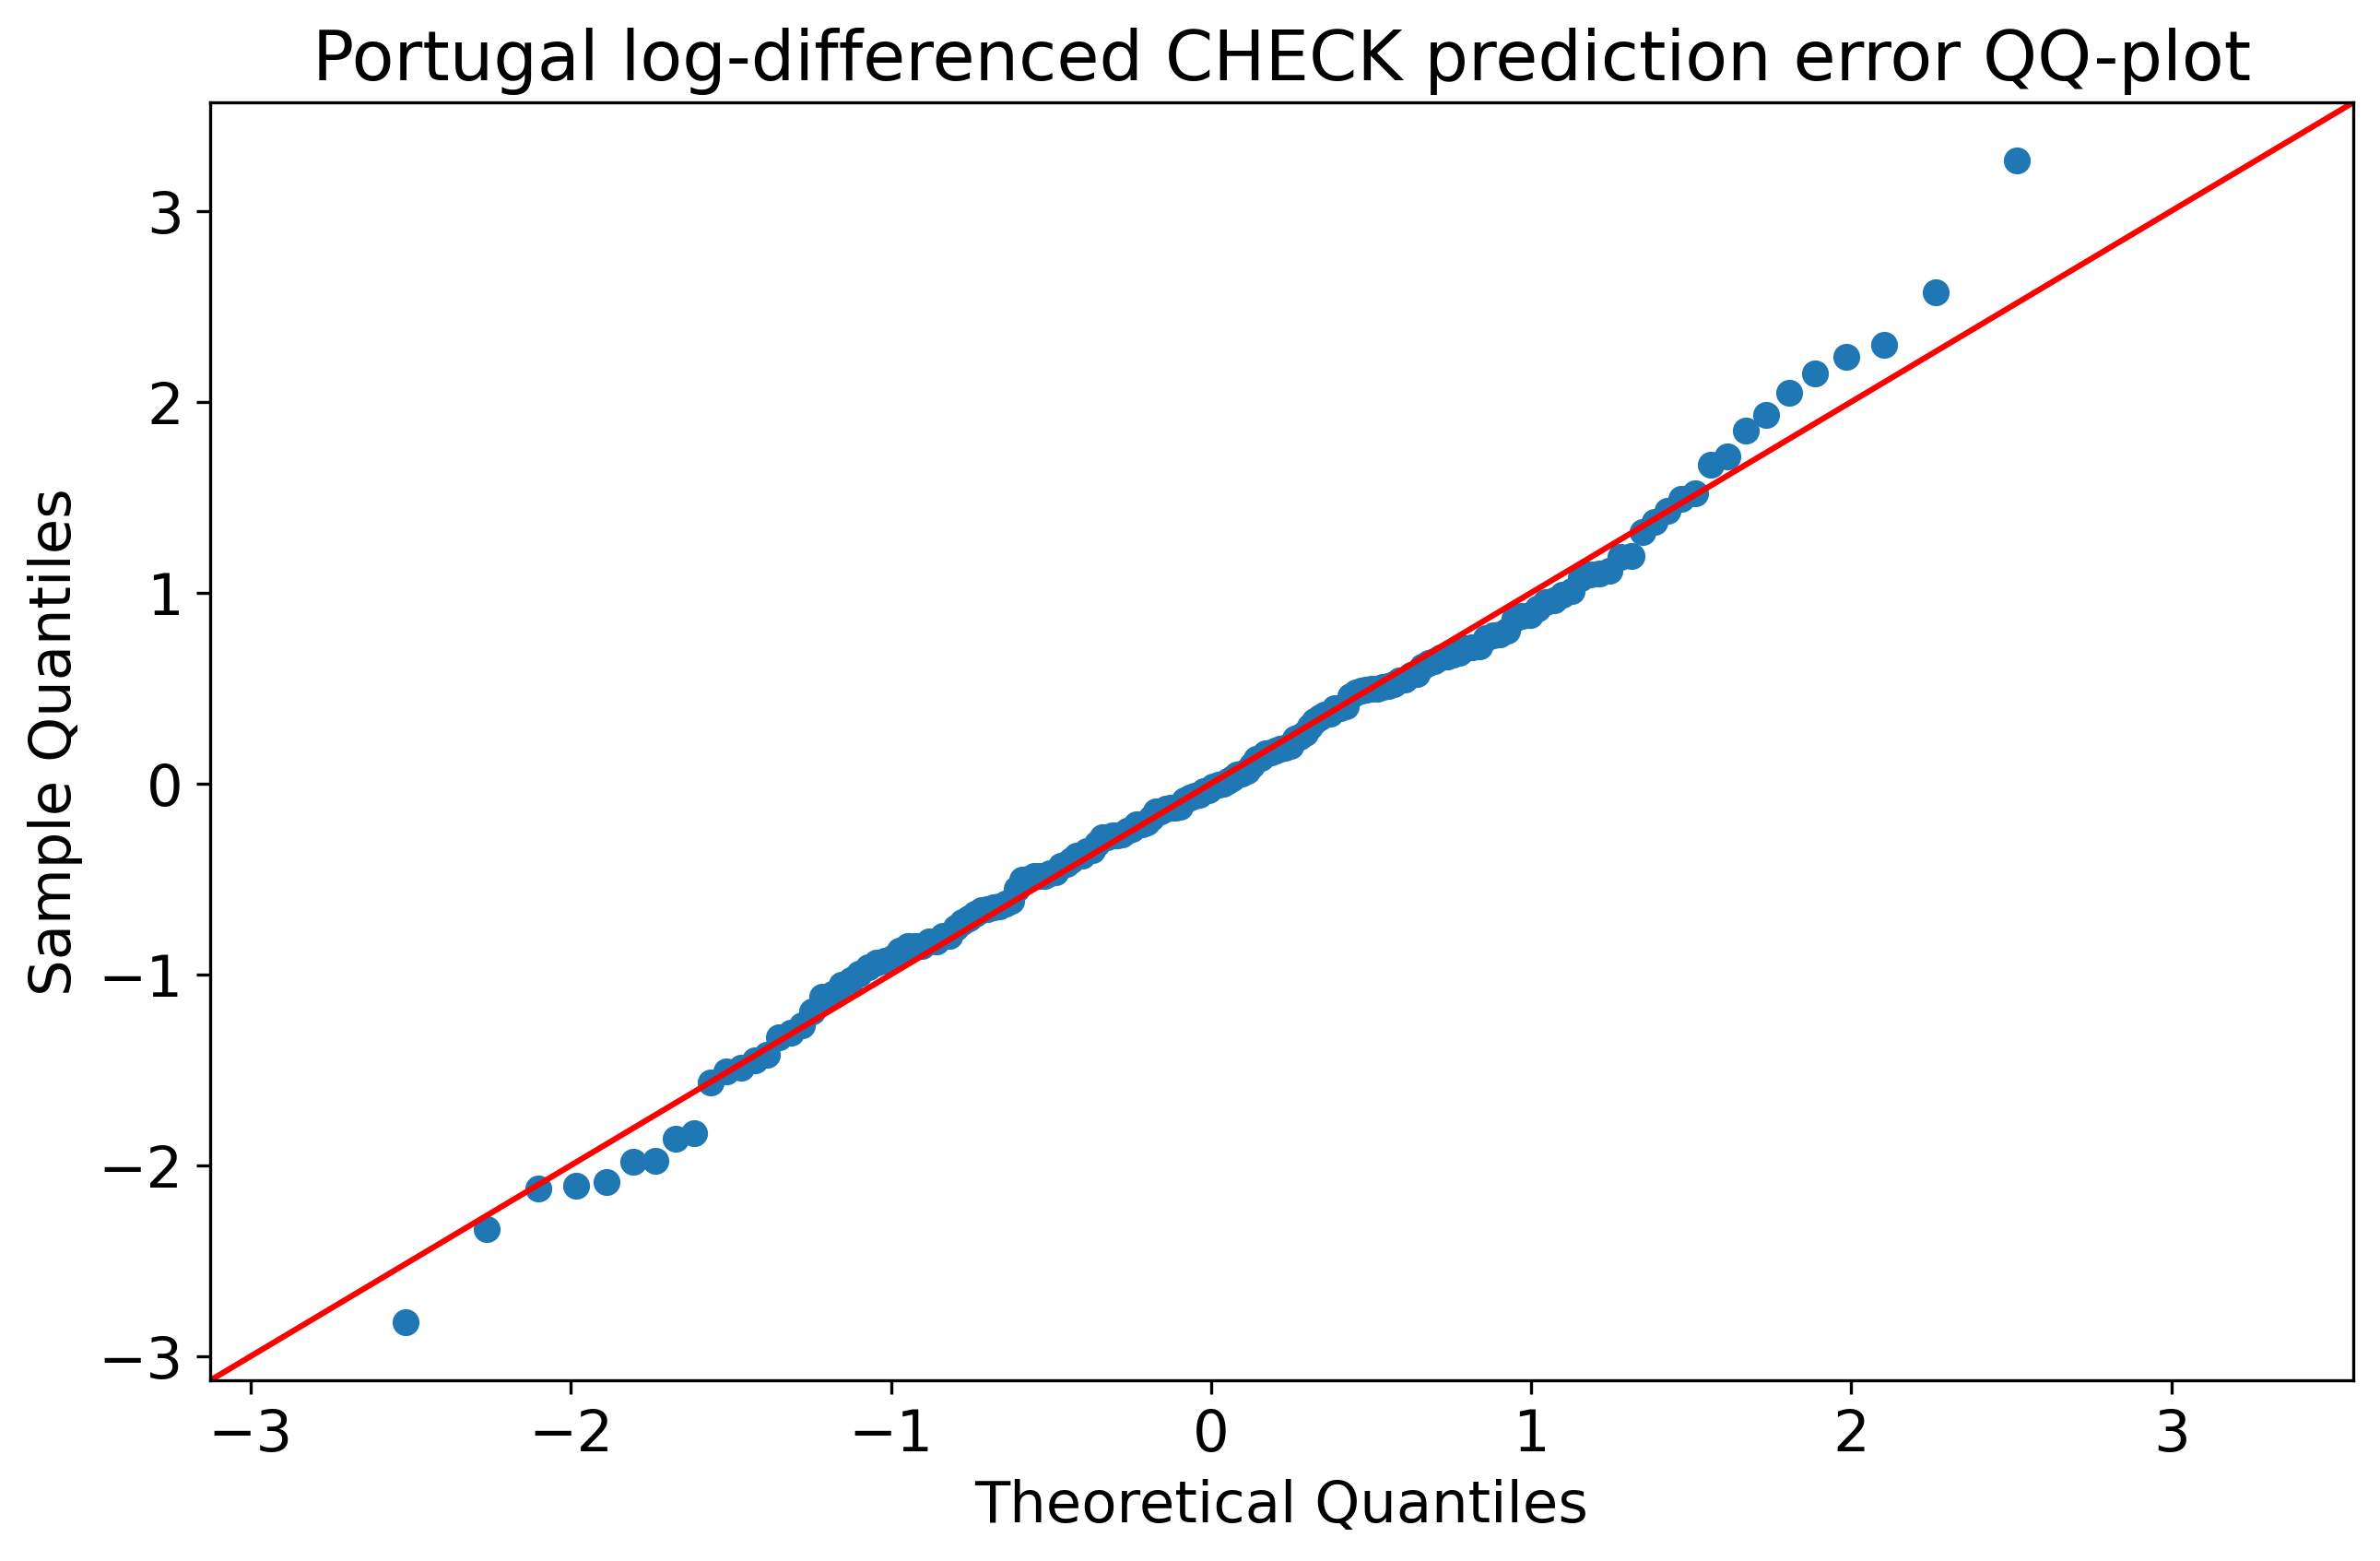 Portugal log-differenced CHECK prediction error QQ-plot
3
2
1
0
−1
−2
−3
Sample Quantiles
−3 −2 −1 0 1 2 3
Theoretical Quantiles